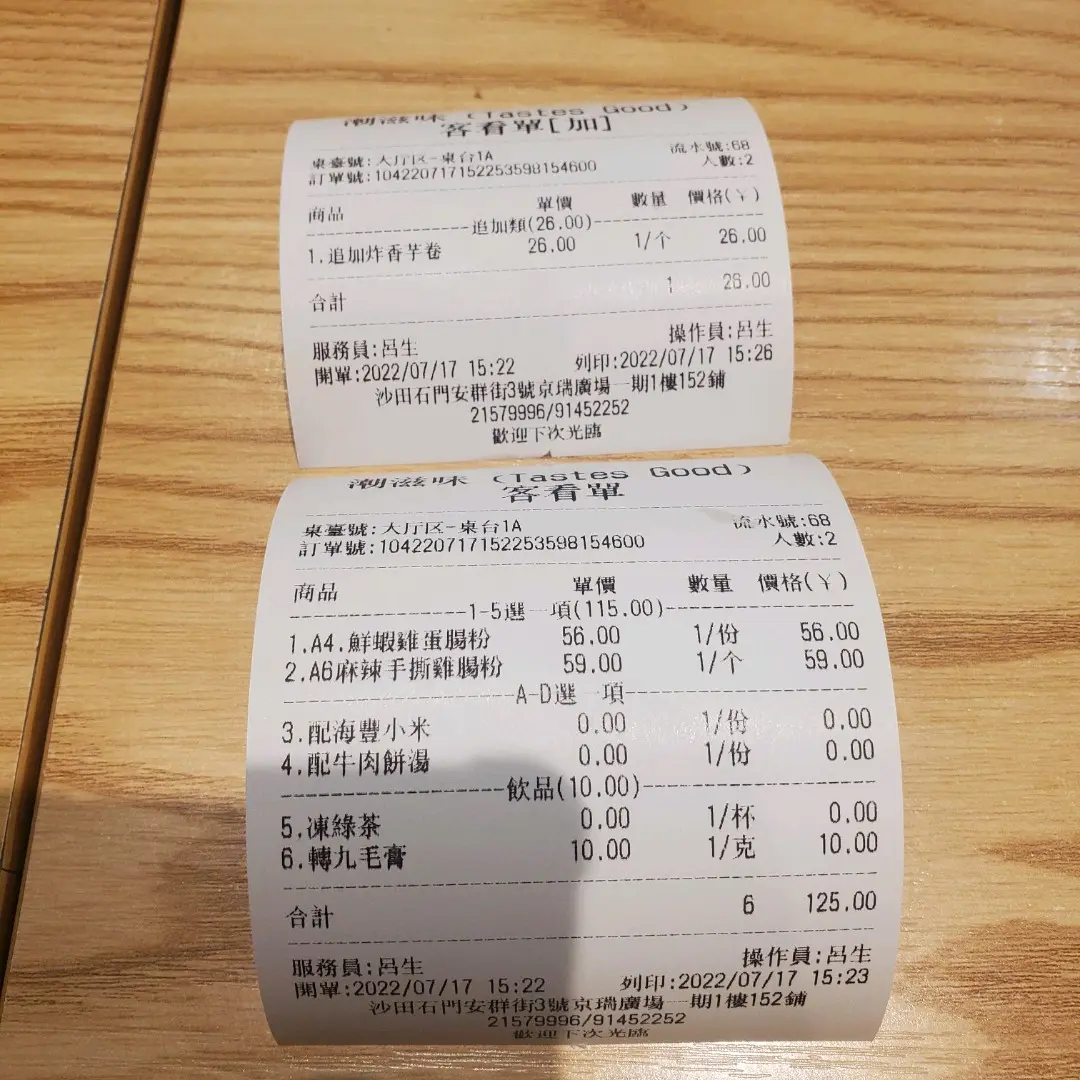 潮滋味 (Tastes Good)
客看單[加]
桌臺號:大厅区-桌台1A 流水號:68
訂單號:104220717152253598154600 人數:2
商品 單價 數量 價格(¥)
追加類(26.00)
1.追加炸香芋卷 26.00 1/个 26.00
合計 1 26.00
服務員:呂生 操作員:呂生
開單:2022/07/17 15:22 列印:2022/07/17 15:26
沙田石門安群街3號京瑞廣場一期1樓152鋪
21579996/91452252
歡迎下次光臨
潮滋味 (Tastes Good)
客看單
桌臺號:大厅区-桌台1A 流水號:68
訂單號:104220717152253598154600 人數:2
商品 單價 數量 價格(¥)
1-5選一項(115.00)
1.A4.鮮蝦雞蛋腸粉 56.00 1/份 56.00
2.A6麻辣手撕雞腸粉 59.00 1/个 59.00
A-D選一項
3.配海豐小米 0.00 1/份 0.00
4.配牛肉餅湯 0.00 1/份 0.00
飲品(10.00)
5.凍綠茶 0.00 1/杯 0.00
6.轉九毛膏 10.00 1/克 10.00
合計 6 125.00
服務員:呂生 操作員:呂生
開單:2022/07/17 15:22 列印:2022/07/17 15:23
沙田石門安群街3號京瑞廣場一期1樓152鋪
21579996/91452252
歡迎下次光臨